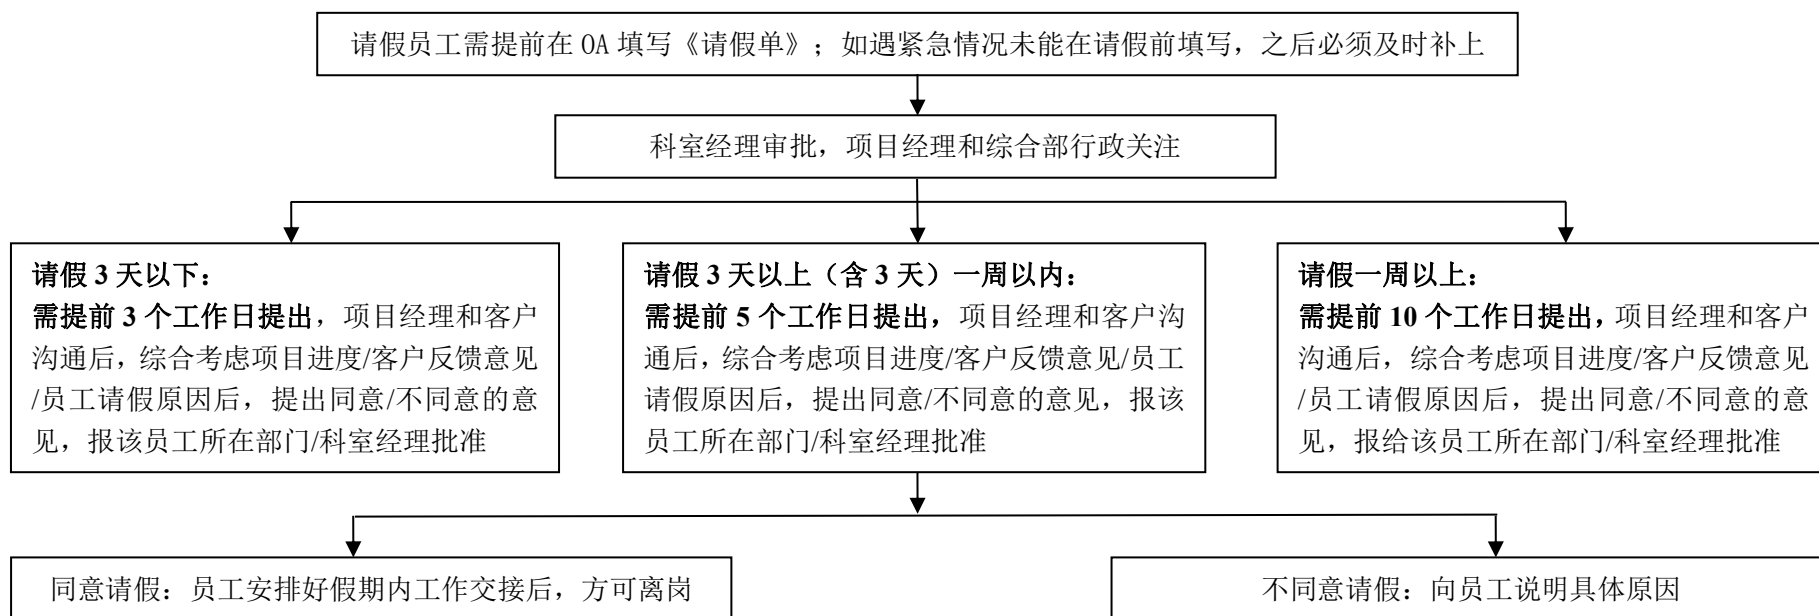 请假员工需提前在 OA 填写《请假单》;如遇紧急情况未能在请假前填写,之后必须及时补上
科室经理审批,项目经理和综合部行政关注
请假 3 天以下:
需提前 3 个工作日提出,项目经理和客户
沟通后,综合考虑项目进度/客户反馈意见
/员工请假原因后,提出同意/不同意的意
见,报该员工所在部门/科室经理批准
请假 3 天以上(含 3 天)一周以内:
需提前 5 个工作日提出,项目经理和客户沟
通后,综合考虑项目进度/客户反馈意见/员工
请假原因后,提出同意/不同意的意见,报该
员工所在部门/科室经理批准
请假一周以上:
需提前 10 个工作日提出,项目经理和客户
沟通后,综合考虑项目进度/客户反馈意见
/员工请假原因后,提出同意/不同意的意
见,报给该员工所在部门/科室经理批准
同意请假:员工安排好假期内工作交接后,方可离岗
不同意请假:向员工说明具体原因